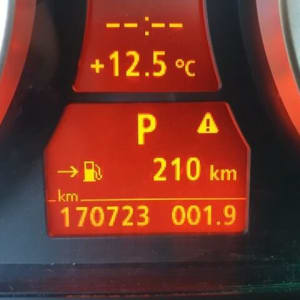 --:--
+12.5 °C
P
→ 210 km
km
170723 001.9